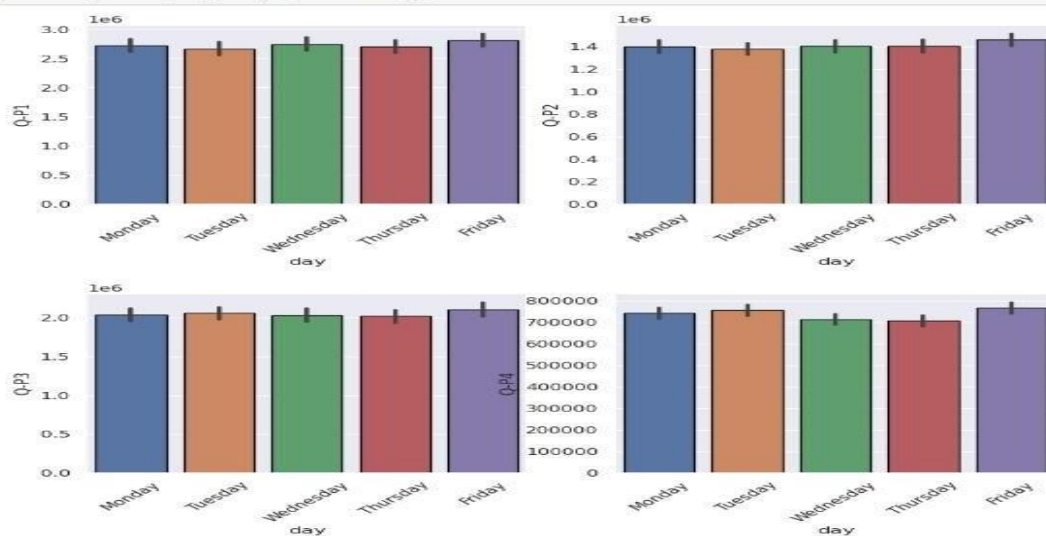 1e6
3.0
2.5
2.0
1.5
1.0
0.5
0.0
Q-P1
Monday
Tuesday
Wednesday
Thursday
Friday
day
1e6
1.4
1.2
1.0
0.8
0.6
0.4
0.2
0.0
Q-P2
Monday
Tuesday
Wednesday
Thursday
Friday
day
1e6
2.0
1.5
1.0
0.5
0.0
Q-P3
Monday
Tuesday
Wednesday
Thursday
Friday
day
800000
700000
600000
500000
400000
300000
200000
100000
0
Q-P4
Monday
Tuesday
Wednesday
Thursday
Friday
day